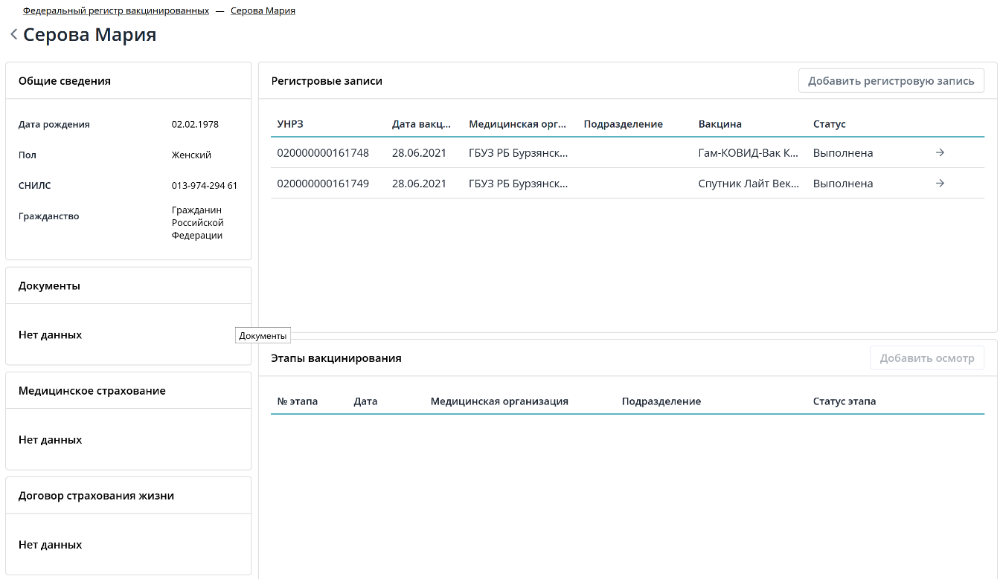 Федеральный регистр вакцинированных — Серова Мария
Серова Мария
Общие сведения
Дата рождения 02.02.1978
Пол Женский
СНИЛС 013-974-294 61
Гражданство Гражданин
Российской
Федерации
Документы
Нет данных
Документы
Медицинское страхование
Нет данных
Договор страхования жизни
Нет данных
Регистровые записи Добавить регистровую запись
УНРЗ Дата вакц... Медицинская орг... Подразделение Вакцина Статус
020000000161748 28.06.2021 ГБУЗ РБ Бурзянск... Гам-КОВИД-Вак К... Выполнена
020000000161749 28.06.2021 ГБУЗ РБ Бурзянск... Спутник Лайт Век... Выполнена
Этапы вакцинирования Добавить осмотр
№ этапа Дата Медицинская организация Подразделение Статус этапа